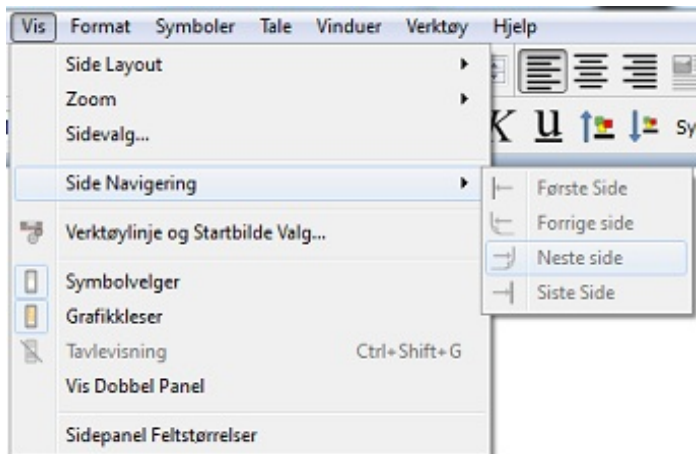 Vis Format Symboler Tale Vinduer Verktøy Hjelp
Side Layout
Zoom
Sidevalg...
K u Sy
Side Navigering
Første Side
Forrige side
Neste side
Siste Side
Verktøylinje og Startbilde Valg...
Symbolvelger
Grafikkleser
Tavlevisning Ctrl+Shift+G
Vis Dobbel Panel
Sidepanel Feltstørrelser